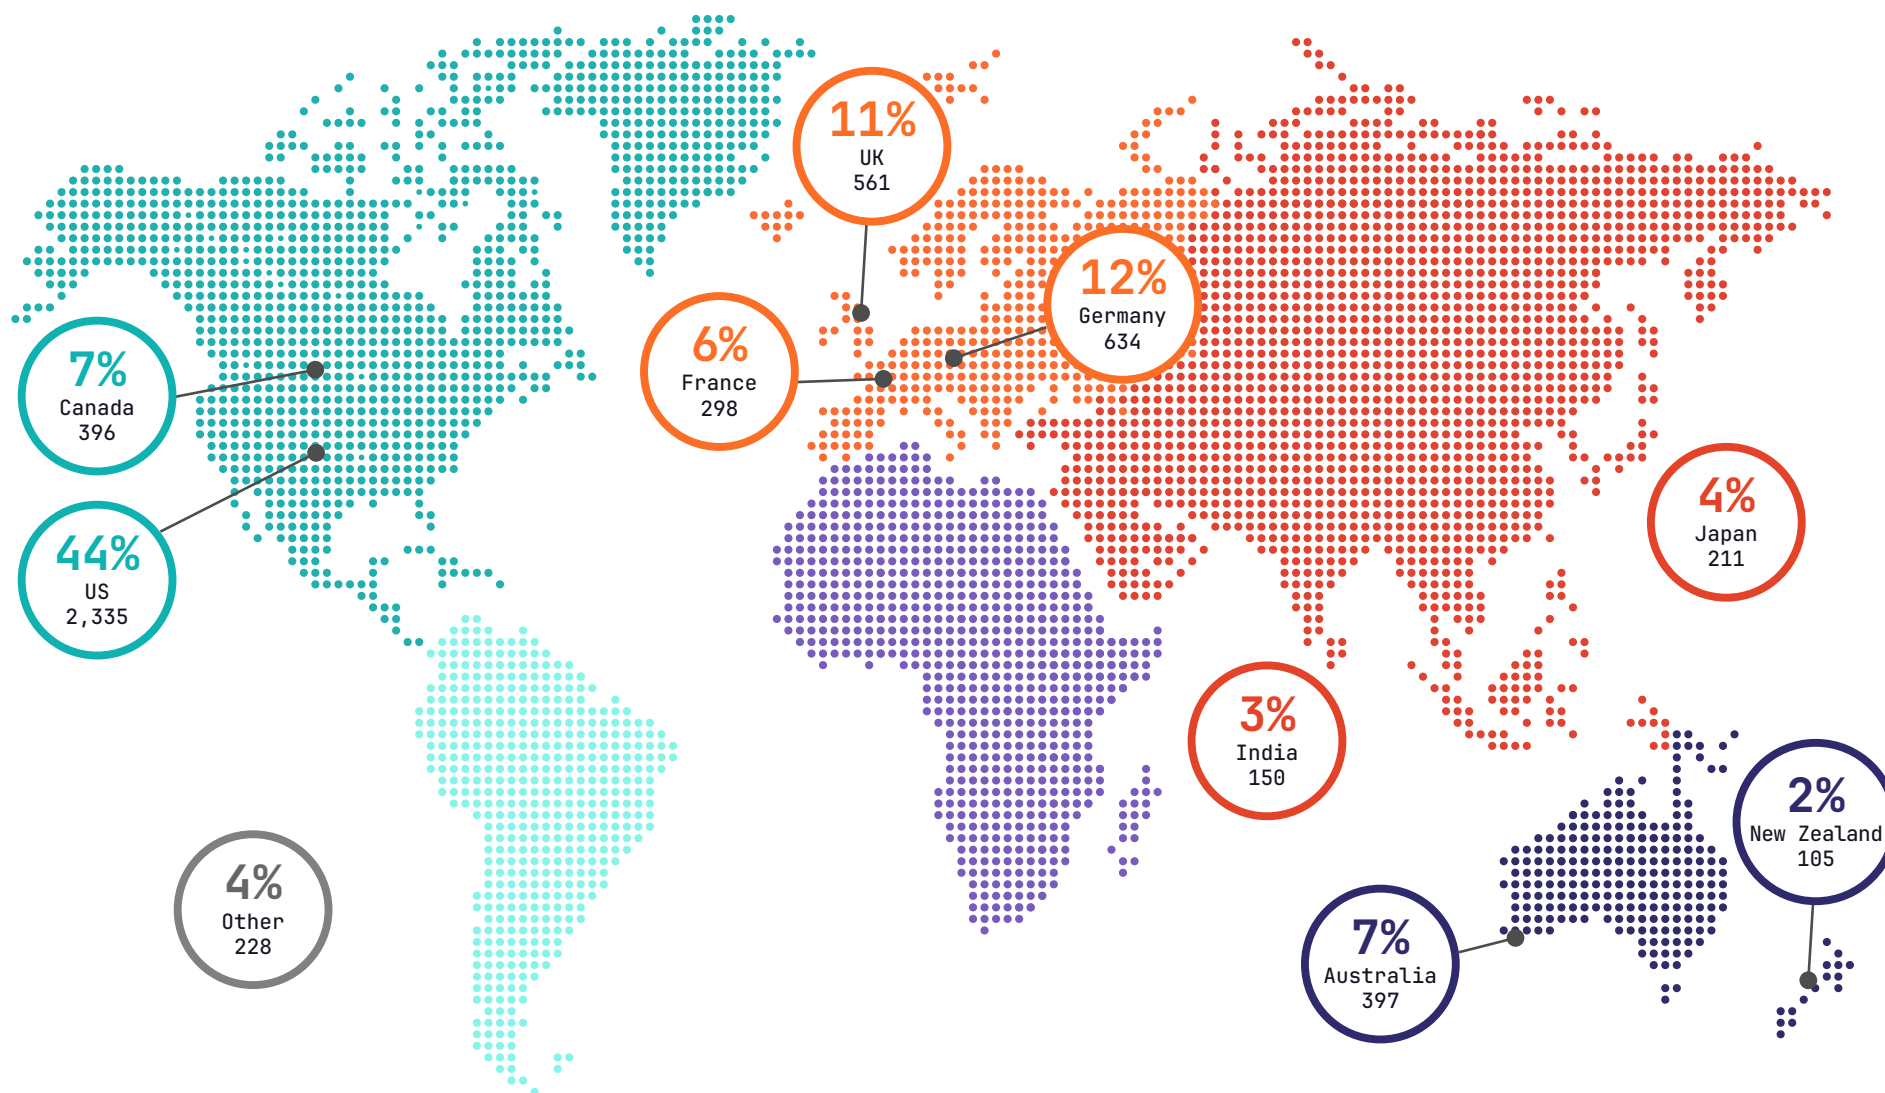 11%
UK
561
12%
Germany
634
6%
France
298
7%
Canada
396
44%
US
2,335
4%
Japan
211
3%
India
150
2%
New Zealand
105
4%
Other
228
7%
Australia
397